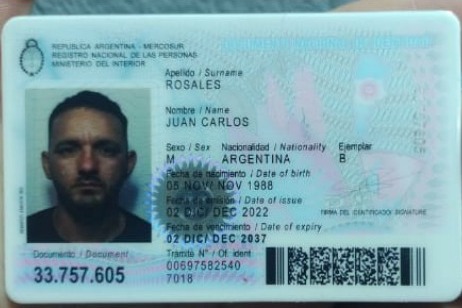 REPUBLICA ARGENTINA - MERCOSUR
REGISTRO NACIONAL DE LAS PERSONAS
MINISTERIO DEL INTERIOR
Apellido / Surname
ROSALES
Nombre / Name
JUAN CARLOS
Sexo / Sex Nacionalidad / Nationality Ejemplar
M ARGENTINA B
Fecha de nacimiento / Date of birth
05 NOV/ NOV 1988
Fecha de emisión / Date of issue
02 DIC/ DEC 2022
FIRMA DEL CERTIFICADO/ SIGNATURE
Fecha de vencimiento / Date of expiry
02 DIC/ DEC 2037
Documento / Document
33.757.605
Trámite N° / Of. ident.
00697582540
7018